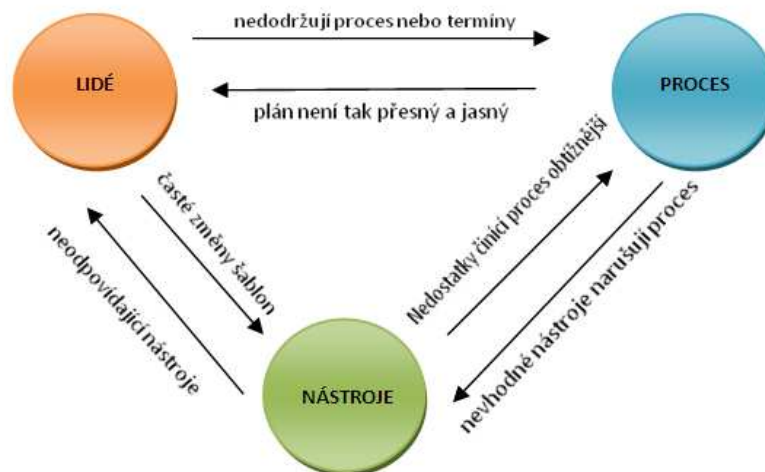 nedodržují proces nebo termíny
LIDÉ
PROCES
plán není tak přesný a jasný
časté změny šablon
neodpovídající nástroje
Nedostatky činící proces obtížnější
nevhodné nástroje narušují proces
NÁSTROJE